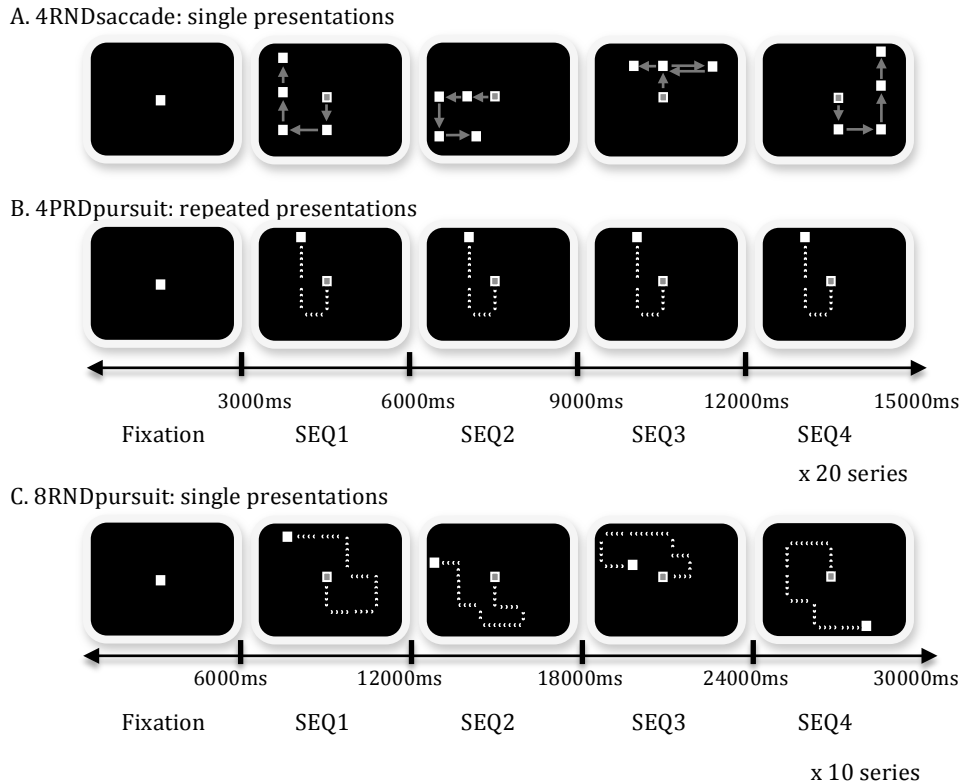 A. 4RNDsaccade: single presentations
B. 4PRDpursuit: repeated presentations
3000ms 6000ms 9000ms 12000ms 15000ms
Fixation SEQ1 SEQ2 SEQ3 SEQ4
x 20 series
C. 8RNDpursuit: single presentations
6000ms 12000ms 18000ms 24000ms 30000ms
Fixation SEQ1 SEQ2 SEQ3 SEQ4
x 10 series